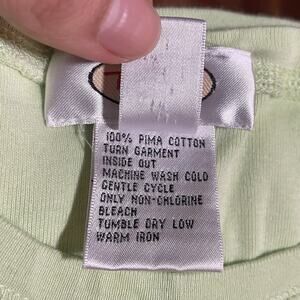 100% PIMA COTTON
TURN GARMENT
INSIDE OUT
MACHINE WASH COLD
GENTLE CYCLE
ONLY NON-CHLORINE
BLEACH
TUMBLE DRY LOW
WARM IRON